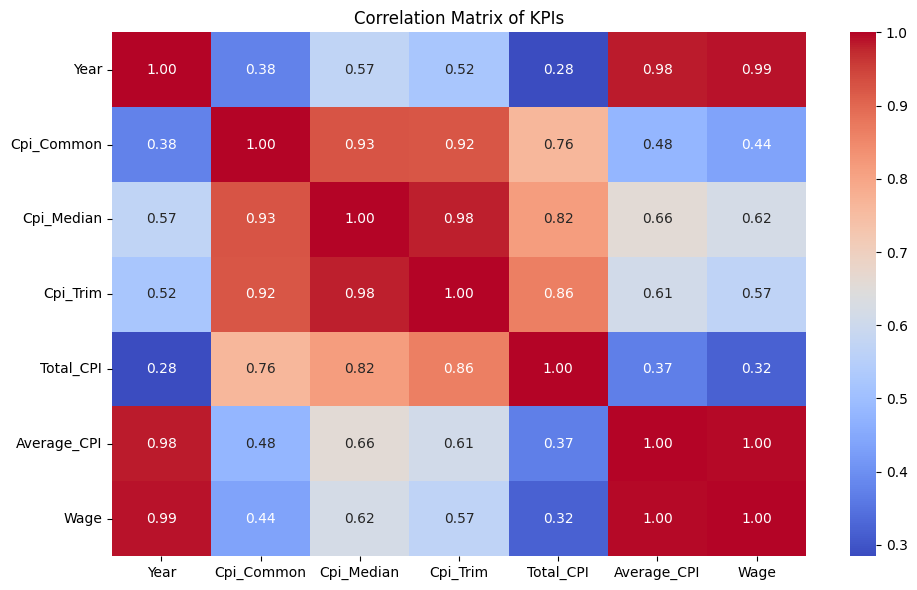 Correlation Matrix of KPIs
Year 1.00 0.38 0.57 0.52 0.28 0.98 0.99
Cpi_Common 0.38 1.00 0.93 0.92 0.76 0.48 0.44
Cpi_Median 0.57 0.93 1.00 0.98 0.82 0.66 0.62
Cpi_Trim 0.52 0.92 0.98 1.00 0.86 0.61 0.57
Total_CPI 0.28 0.76 0.82 0.86 1.00 0.37 0.32
Average_CPI 0.98 0.48 0.66 0.61 0.37 1.00 1.00
Wage 0.99 0.44 0.62 0.57 0.32 1.00 1.00
Year Cpi_Common Cpi_Median Cpi_Trim Total_CPI Average_CPI Wage
1.0
0.9
0.8
0.7
0.6
0.5
0.4
0.3